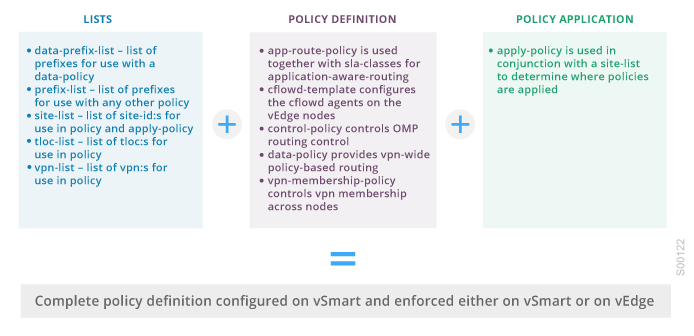 LISTS
• data-prefix-list – list of
prefixes for use with a
data-policy
• prefix-list – list of prefixes
for use with any other policy
• site-list – list of site-id:s for
use in policy and apply-policy
• tloc-list – list of tloc:s for
use in policy
• vpn-list – list of vpn:s for
use in policy
+
POLICY DEFINITION
• app-route-policy is used
together with sla-classes for
application-aware-routing
• cflowd-template configures
the cflowd agents on the
vEdge nodes
• control-policy controls OMP
routing control
• data-policy provides vpn-wide
policy-based routing
• vpn-membership-policy
controls vpn membership
across nodes
+
POLICY APPLICATION
• apply-policy is used in
conjunction with a site-list
to determine where policies
are applied
=
Complete policy definition configured on vSmart and enforced either on vSmart or on vEdge
S00122